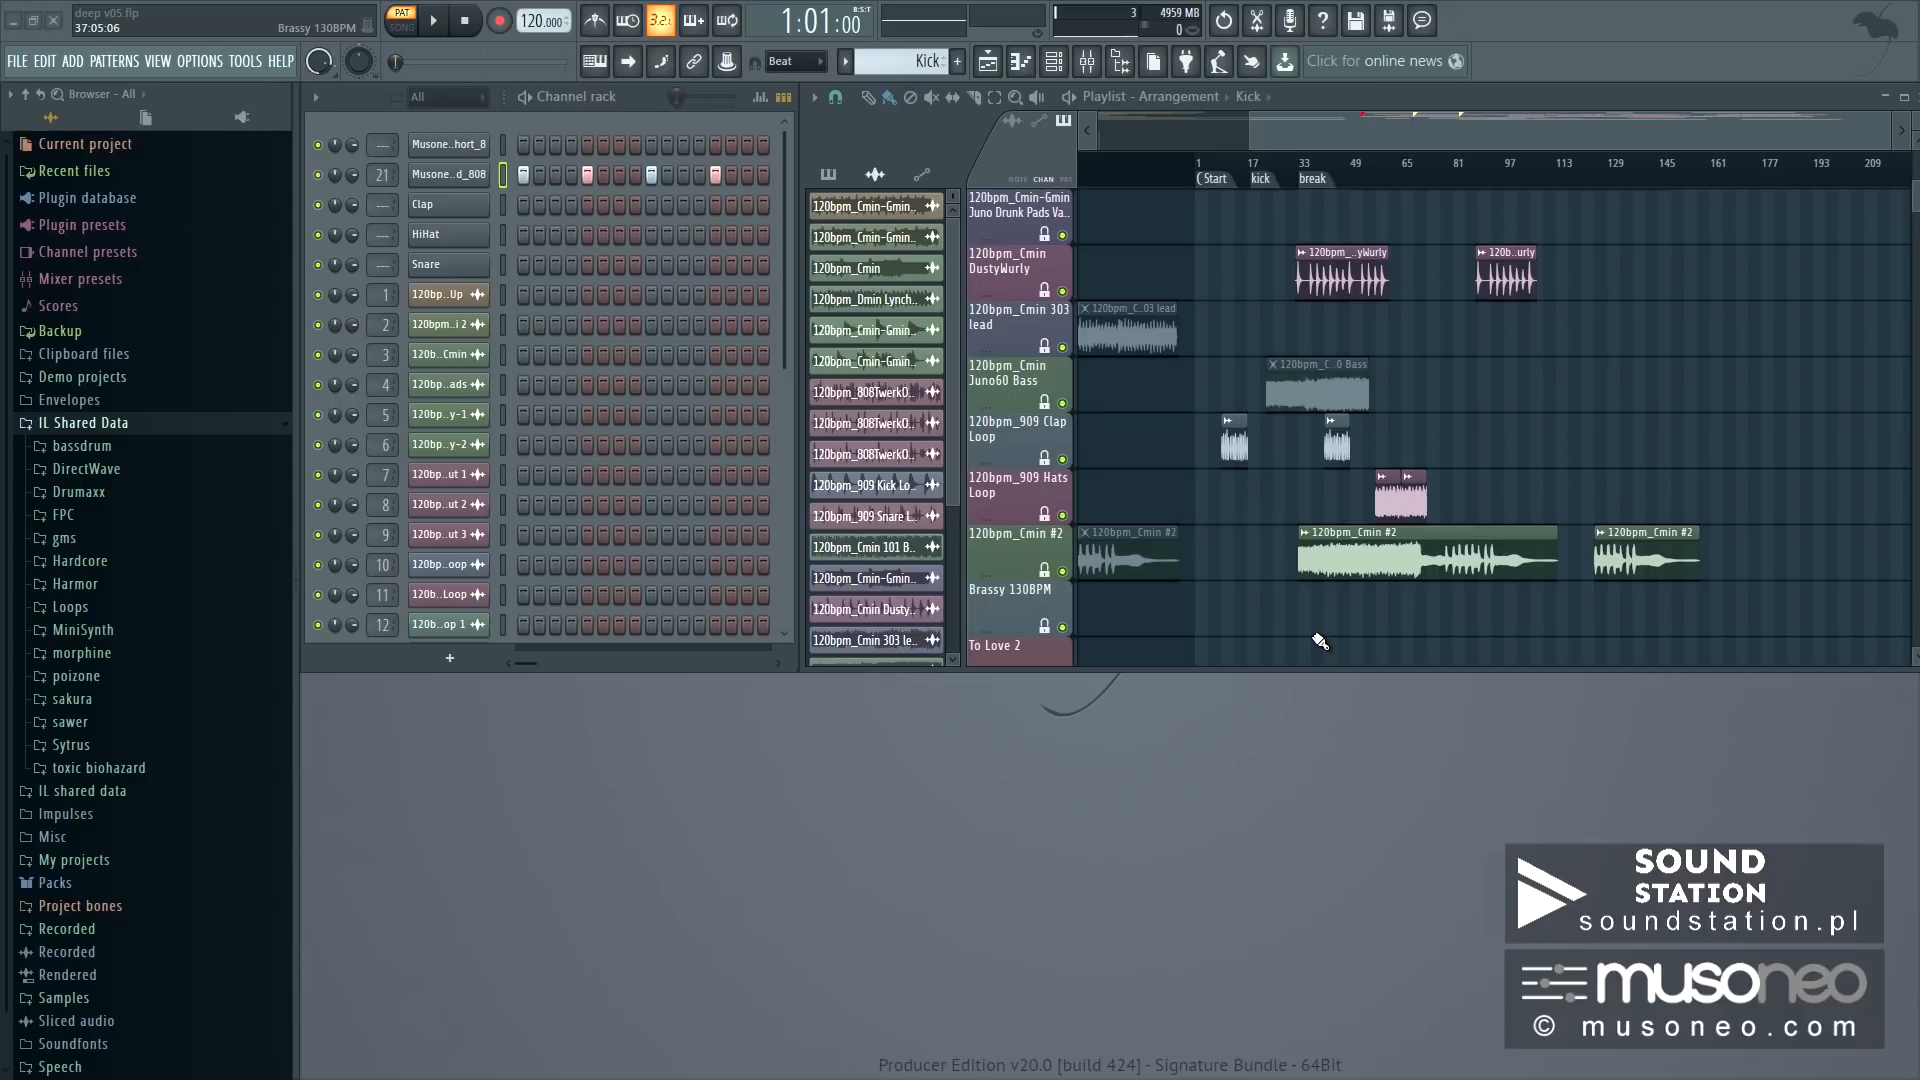 deep v05.flp
37:05:06
Brassy 130BPM
PAT
SONG
120.000
3.2.1
1:01:00
B:S:T
3
4959 MB
0
FILE EDIT ADD PATTERNS VIEW OPTIONS TOOLS HELP
Beat
Kick
Click for online news
Browser - All
Current project
Recent files
Plugin database
Plugin presets
Channel presets
Mixer presets
Scores
Backup
Clipboard files
Demo projects
Envelopes
IL Shared Data
bassdrum
DirectWave
Drumaxx
FPC
gms
Hardcore
Harmor
Loops
MiniSynth
morphine
poizone
sakura
sawer
Sytrus
toxic biohazard
IL shared data
Impulses
Misc
My projects
Packs
Project bones
Recorded
Recorded
Rendered
Samples
Sliced audio
Soundfonts
Speech
All
Channel rack
--- Musone..hort_8
21 Musone..d_808
--- Clap
--- HiHat
--- Snare
1 120bp..Up
2 120bpm..i 2
3 120b..Cmin
4 120bp..ads
5 120bp..y-1
6 120bp..y-2
7 120bp..ut 1
8 120bp..ut 2
9 120bp..ut 3
10 120bp..oop
11 120b..Loop
12 120b..op 1
+
Playlist - Arrangement
Kick
120bpm_Cmin-Gmin..
120bpm_Cmin-Gmin..
120bpm_Cmin
120bpm_Dmin Lynch..
120bpm_Cmin-Gmin..
120bpm_Cmin-Gmin..
120bpm_808TwerkO..
120bpm_808TwerkO..
120bpm_808TwerkO..
120bpm_909 Kick Lo..
120bpm_909 Snare L..
120bpm_Cmin 101 B..
120bpm_Cmin-Gmin..
120bpm_Cmin Dusty..
120bpm_Cmin 303 le..
NOTE CHAN PAT
1 17 33 49 65 81 97 113 129 145 161 177 193 209
Start
kick
break
120bpm_Cmin-Gmin
Juno Drunk Pads Va..
120bpm_Cmin
DustyWurly
120bpm_..yWurly
120b..urly
120bpm_Cmin 303
lead
120bpm_C..03 lead
120bpm_Cmin
Juno60 Bass
120bpm_C..0 Bass
120bpm_909 Clap
Loop
120bpm_909 Hats
Loop
120bpm_Cmin #2
120bpm_Cmin #2
120bpm_Cmin #2
120bpm_Cmin #2
Brassy 130BPM
To Love 2
SOUND
STATION
soundstation.pl
musoneo
© musoneo.com
Producer Edition v20.0 [build 424] - Signature Bundle - 64Bit